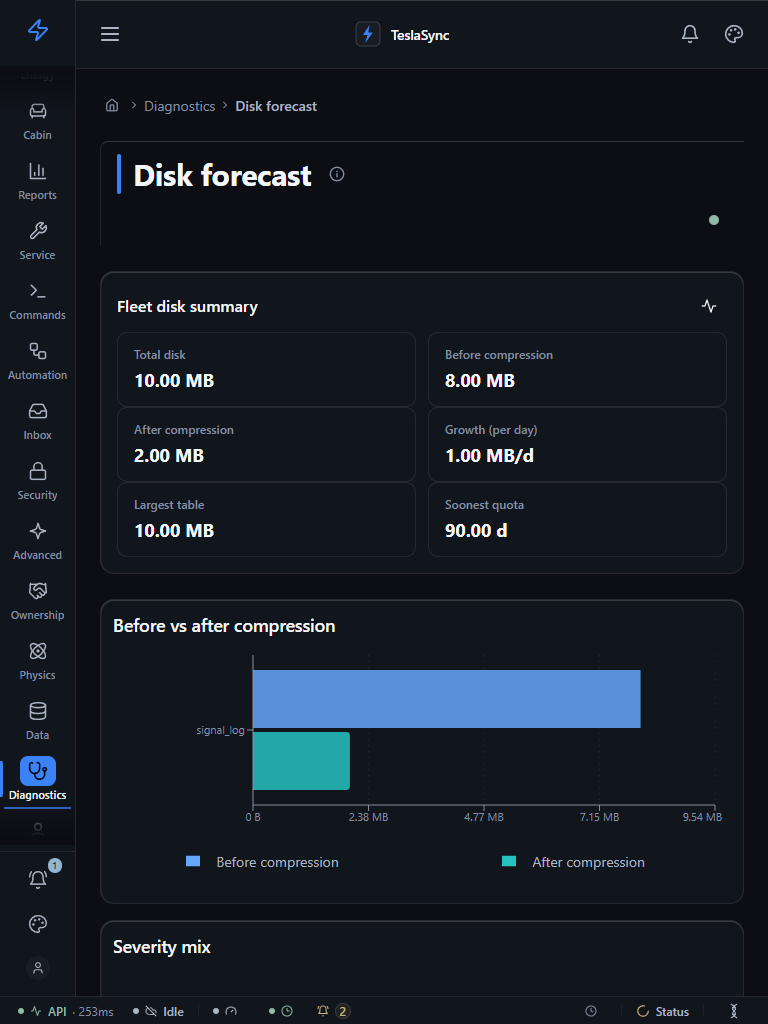 TeslaSync
Energy
Cabin
Reports
Service
Commands
Automation
Inbox
Security
Advanced
Ownership
Physics
Data
Diagnostics
1
Diagnostics
Disk forecast
Disk forecast
Fleet disk summary
Total disk
10.00 MB
Before compression
8.00 MB
After compression
2.00 MB
Growth (per day)
1.00 MB/d
Largest table
10.00 MB
Soonest quota
90.00 d
Before vs after compression
signal_log
0 B
2.38 MB
4.77 MB
7.15 MB
9.54 MB
Before compression
After compression
Severity mix
API · 253ms
Idle
2
Status